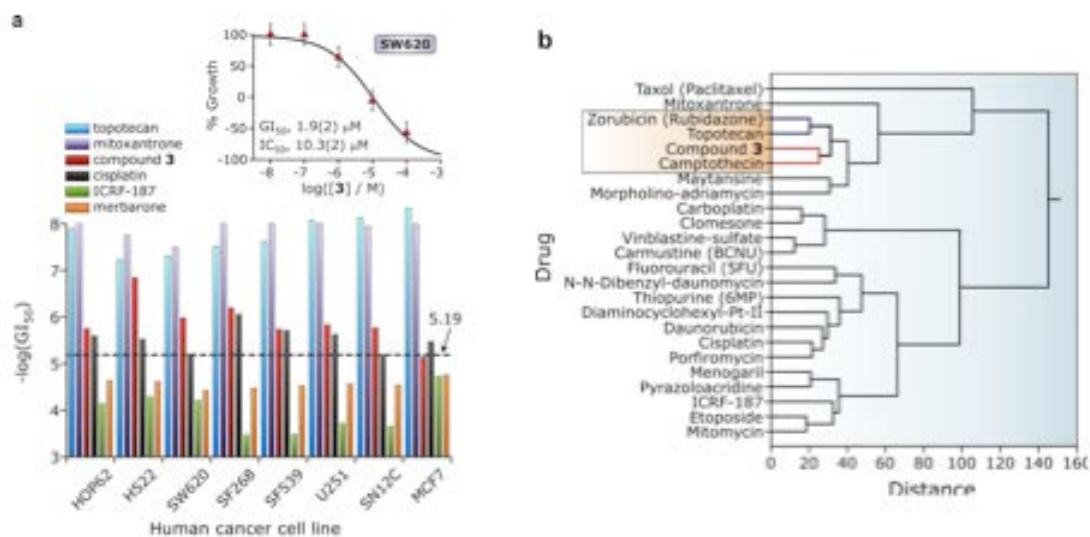 a
100
50
0
-50
-100
% Growth
SW620
GI50, 1.9(2) μM
IC50, 10.3(2) μM
-8 -7 -6 -5 -4 -3
log([3] / M)
topotecan
mitoxantrone
compound 3
cisplatin
ICRF-187
merbarone
8
7
6
5
4
3
-log(GI50)
5.19
HOP62
H522
SW620
SF268
SF539
U251
SN12C
MCF7
Human cancer cell line
b
Drug
Taxol (Paclitaxel)
Mitoxantrone
Zorubicin (Rubidazone)
Topotecan
Compound 3
Camptothecin
Maytansine
Morpholino-adriamycin
Carboplatin
Clomesone
Vinblastine-sulfate
Carmustine (BCNU)
Fluorouracil (5FU)
N-N-Dibenzyl-daunomycin
Thiopurine (6MP)
Diaminocyclohexyl-Pt-II
Daunorubicin
Cisplatin
Porfiromycin
Menogaril
Pyrazoloacridine
ICRF-187
Etoposide
Mitomycin
0 20 40 60 80 100 120 140 160
Distance